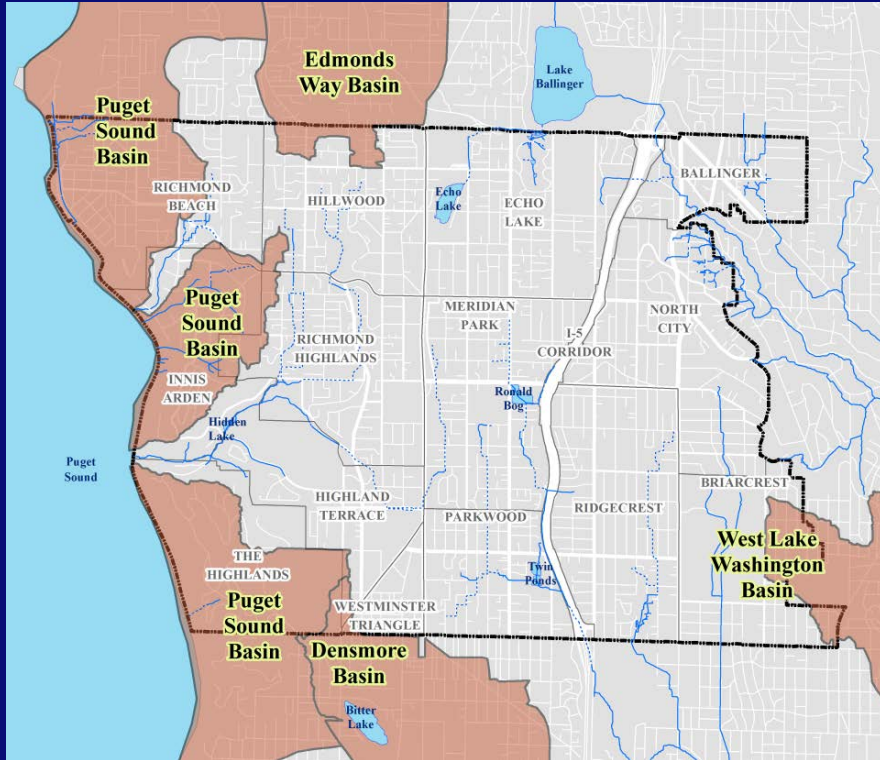 Edmonds
Way Basin
Lake
Ballinger
Puget
Sound
Basin
BALLINGER
RICHMOND
BEACH
HILLWOOD
Echo
Lake
ECHO
LAKE
Puget
Sound
Basin
MERIDIAN
PARK
NORTH
CITY
I-5
CORRIDOR
RICHMOND
HIGHLANDS
INNIS
ARDEN
Ronald
Bog
Hidden
Lake
Puget
Sound
HIGHLAND
TERRACE
PARKWOOD
RIDGECREST
BRIARCREST
West Lake
Washington
Basin
THE
HIGHLANDS
Twin
Ponds
Puget
Sound
Basin
WESTMINSTER
TRIANGLE
Densmore
Basin
Bitter
Lake